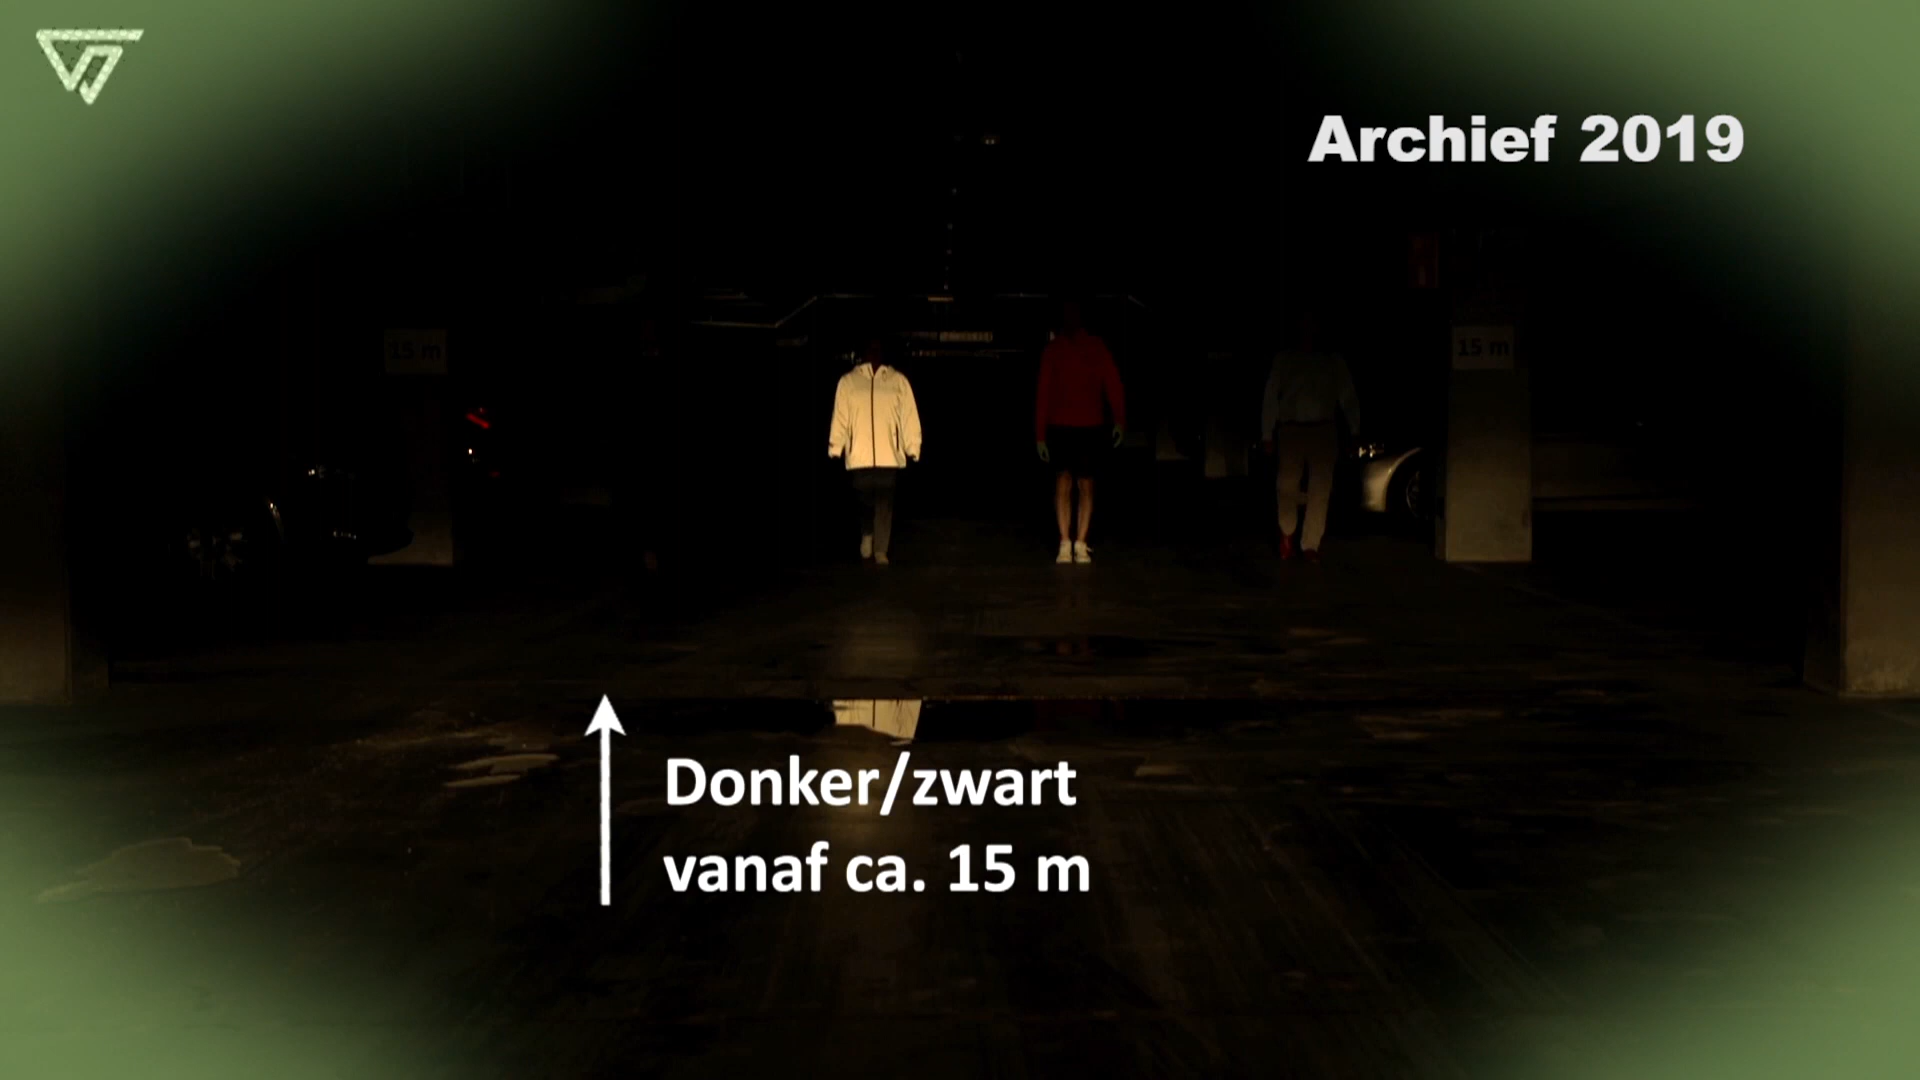 Archief 2019
15 m
15 m
Donker/zwart
vanaf ca. 15 m